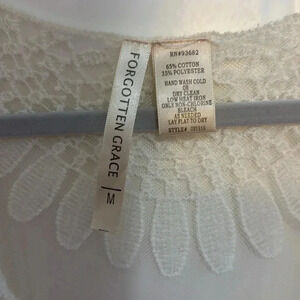 FORGOTTEN GRACE | M
RN#93682
65% COTTON
35% POLYESTER
HAND WASH COLD
OR
DRY CLEAN
LOW HEAT IRON
ONLY NON-CHLORINE
BLEACH
AS NEEDED
LAY FLAT TO DRY
STYLE#